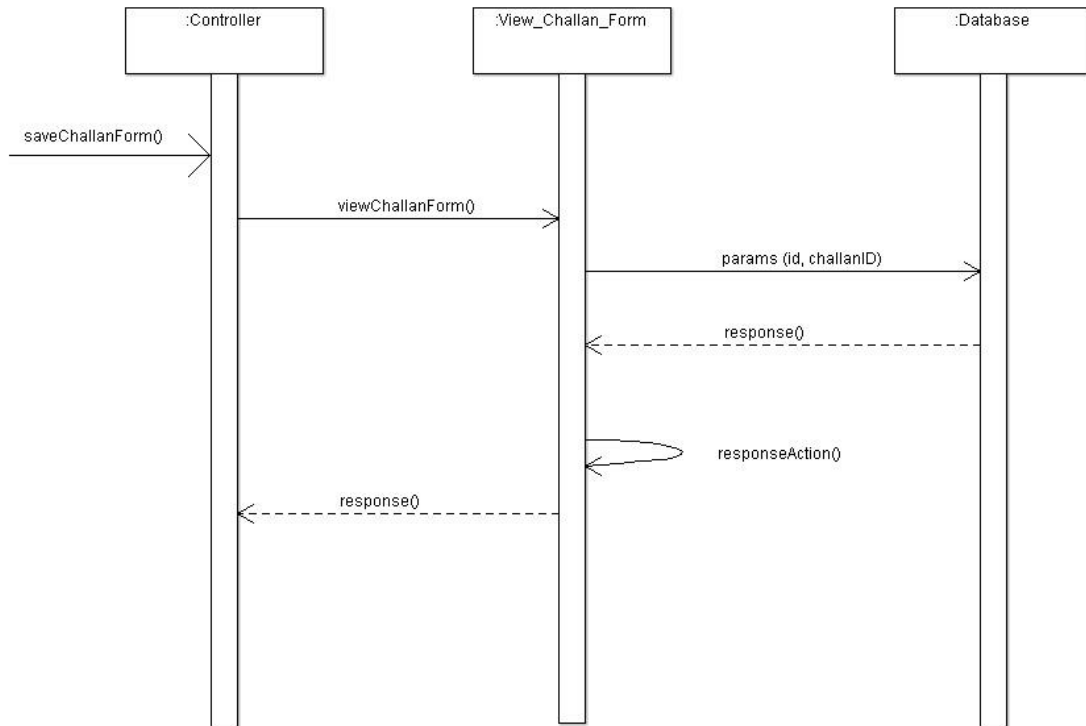 :Controller
:View_Challan_Form
:Database
saveChallanForm()
viewChallanForm()
params (id, challanID)
response()
responseAction()
response()